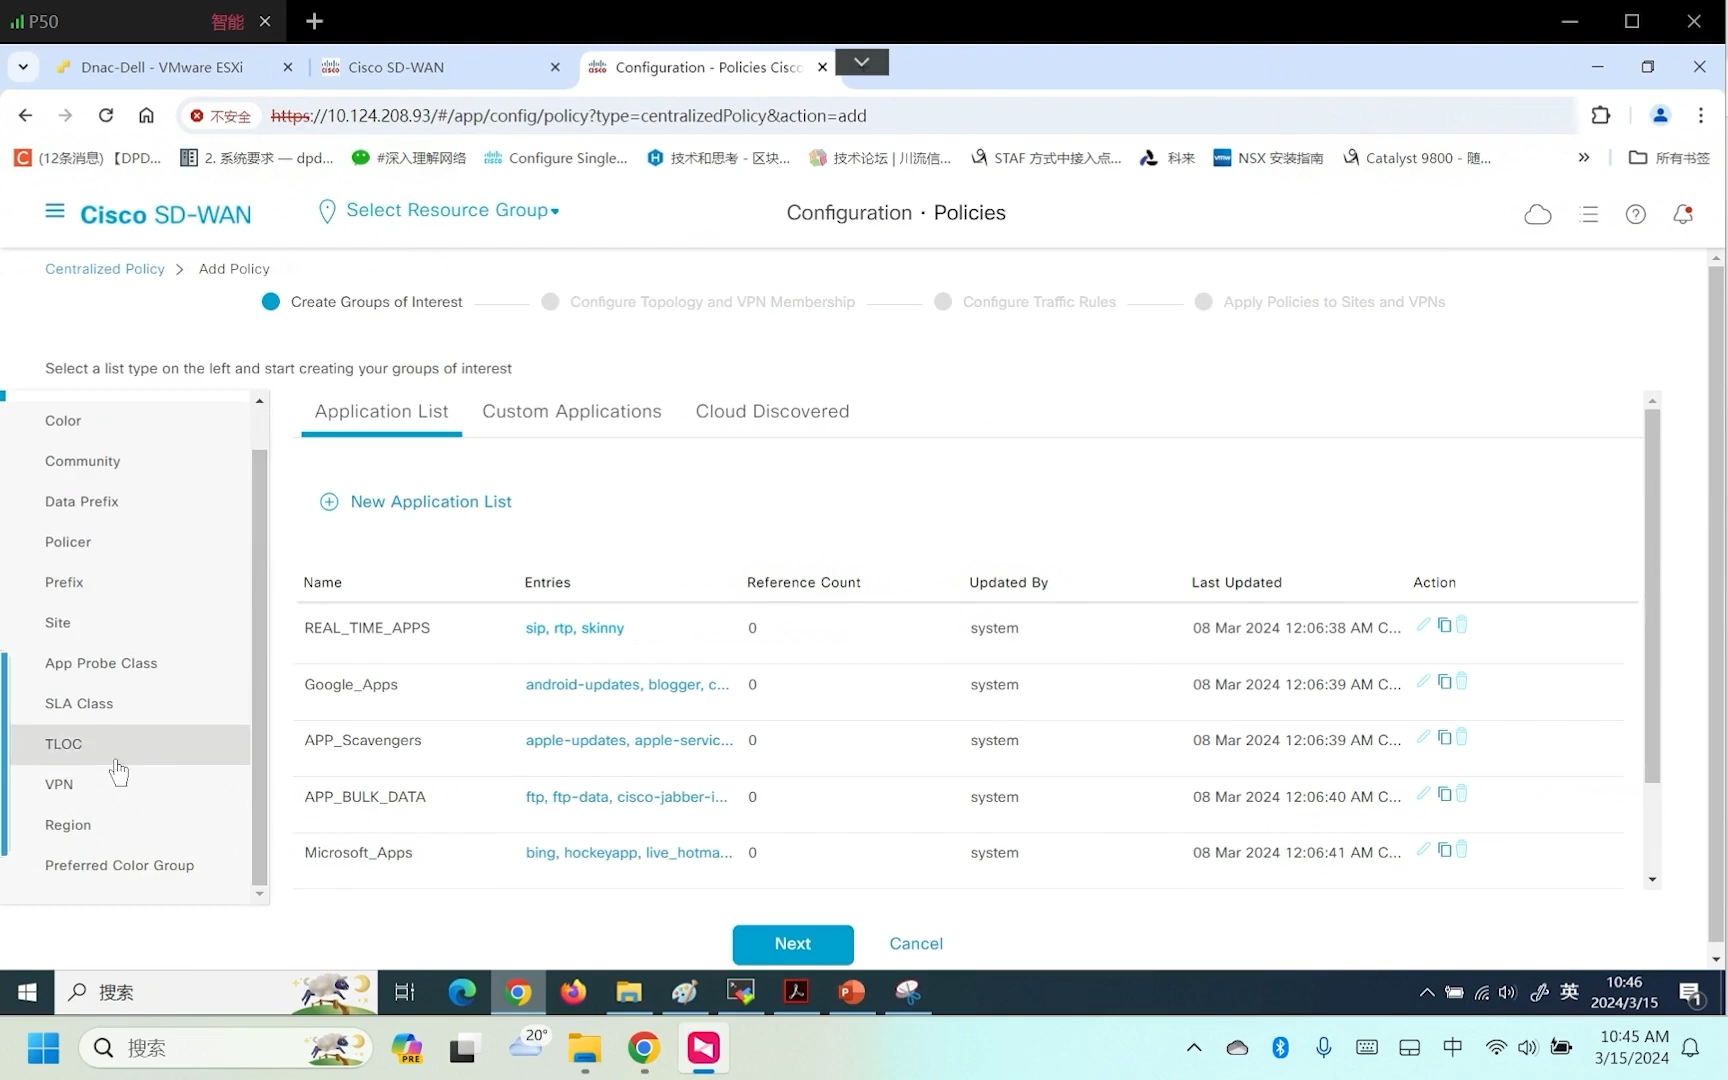 P50 智能
Dnac-Dell - VMware ESXi
Cisco SD-WAN
Configuration - Policies Cisco
不安全 https://10.124.208.93/#/app/config/policy?type=centralizedPolicy&action=add
(12条消息) 【DPD...
2. 系统要求 — dpd...
#深入理解网络
Configure Single...
技术和思考 - 区块...
技术论坛 | 川流信...
STAF 方式中接入点...
科来
NSX 安装指南
Catalyst 9800 - 随...
所有书签
Cisco SD-WAN
Select Resource Group
Configuration · Policies
Centralized Policy > Add Policy
Create Groups of Interest
Configure Topology and VPN Membership
Configure Traffic Rules
Apply Policies to Sites and VPNs
Select a list type on the left and start creating your groups of interest
Color
Community
Data Prefix
Policer
Prefix
Site
App Probe Class
SLA Class
TLOC
VPN
Region
Preferred Color Group
Application List
Custom Applications
Cloud Discovered
New Application List
Name Entries Reference Count Updated By Last Updated Action
REAL_TIME_APPS sip, rtp, skinny 0 system 08 Mar 2024 12:06:38 AM C...
Google_Apps android-updates, blogger, c... 0 system 08 Mar 2024 12:06:39 AM C...
APP_Scavengers apple-updates, apple-servic... 0 system 08 Mar 2024 12:06:39 AM C...
APP_BULK_DATA ftp, ftp-data, cisco-jabber-i... 0 system 08 Mar 2024 12:06:40 AM C...
Microsoft_Apps bing, hockeyapp, live_hotma... 0 system 08 Mar 2024 12:06:41 AM C...
Next
Cancel
搜索
英
10:46
2024/3/15
1
搜索
PRE
20°
中
10:45 AM
3/15/2024